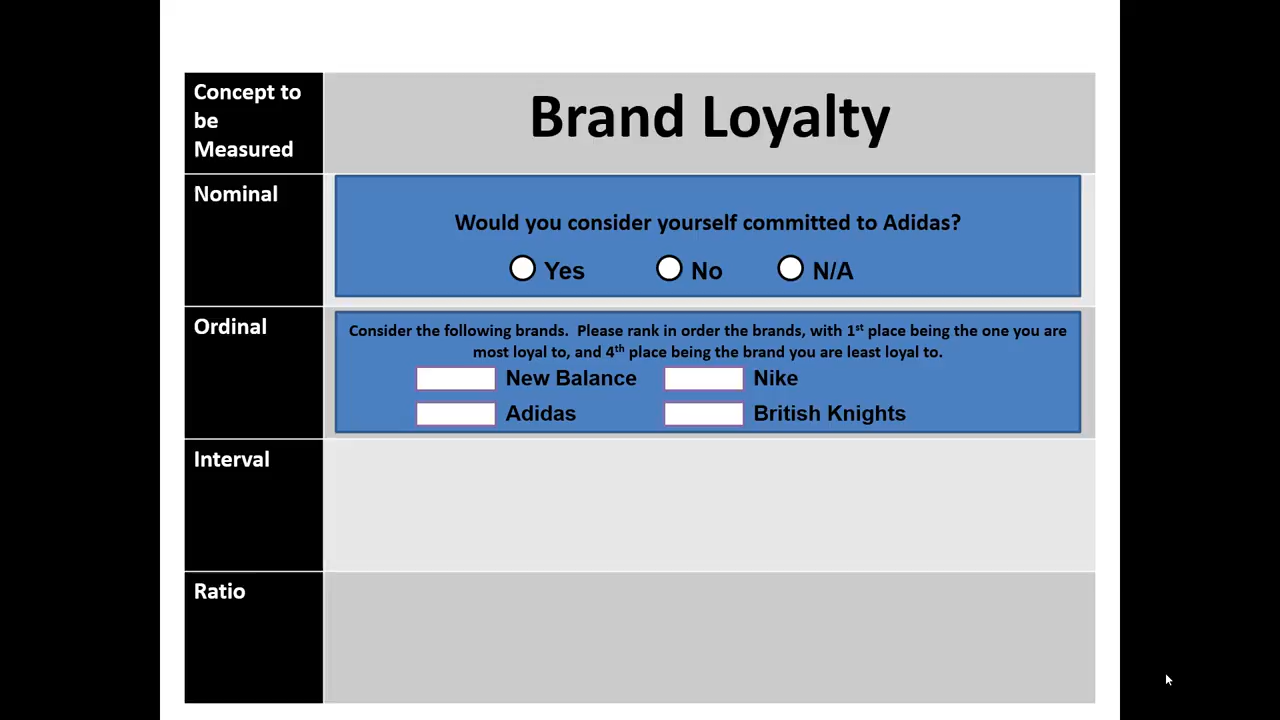 Concept to
be
Measured
Brand Loyalty
Nominal
Would you consider yourself committed to Adidas?
Yes No N/A
Ordinal
Consider the following brands.  Please rank in order the brands, with 1st place being the one you are
most loyal to, and 4th place being the brand you are least loyal to.
New Balance Nike
Adidas British Knights
Interval
Ratio